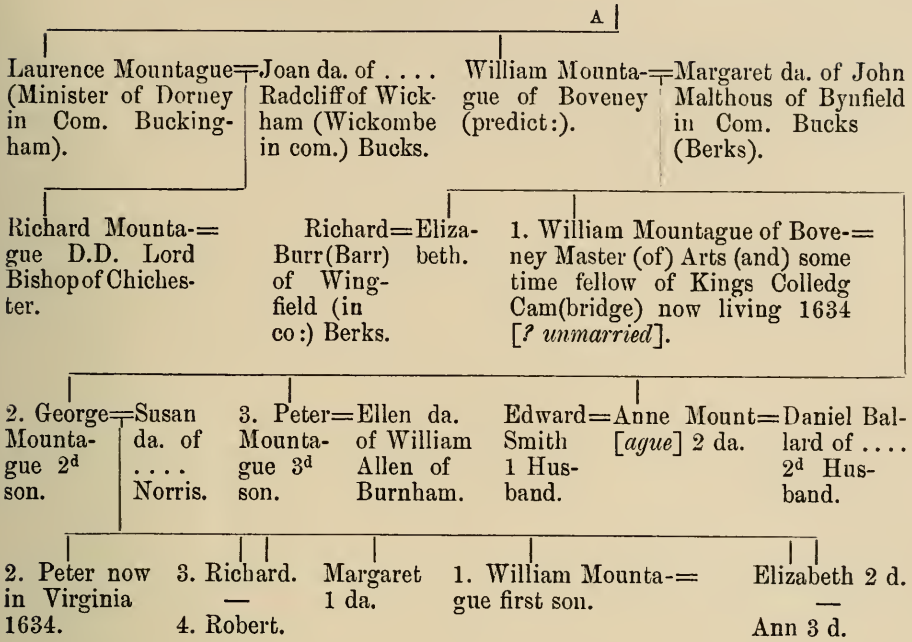 A
Laurence Mountague=Joan da. of . . . .
(Minister of Dorney
in Com. Bucking-
ham).
Radcliff of Wick-
ham (Wickombe
in com.) Bucks.
William Mounta-=Margaret da. of John
gue of Boveney
(predict:).
Malthous of Bynfield
in Com. Bucks
(Berks).
Richard Mounta-=
gue D.D. Lord
Bishop of Chiches-
ter.
Richard=Eliza-
Burr(Barr)
of Wing-
field (in
co:) Berks.
beth.
1. William Mountague of Bove-=
ney Master (of) Arts (and) some
time fellow of Kings Colledg
Cam(bridge) now living 1634
[? unmarried].
2. George=Susan
Mounta-
gue 2d
son.
da. of
. . . .
Norris.
3. Peter=Ellen da.
Mounta-
gue 3d
son.
of William
Allen of
Burnham.
Edward=Anne Mount=Daniel Bal-
Smith
1 Hus-
band.
[ague] 2 da.
lard of . . . .
2d Hus-
band.
2. Peter now
in Virginia
1634.
3. Richard.
—
4. Robert.
Margaret
1 da.
1. William Mounta-=
gue first son.
Elizabeth 2 d.
—
Ann 3 d.